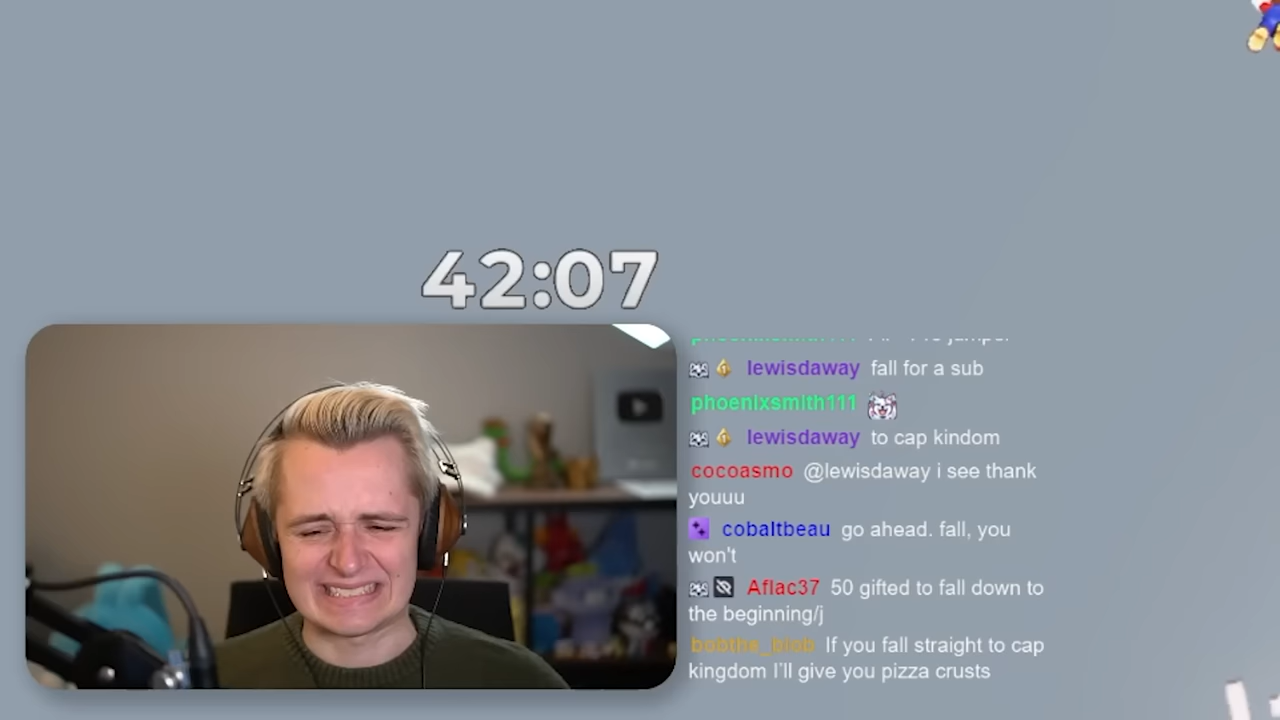 42:07
lewisdaway fall for a sub
phoenixsmith111
lewisdaway to cap kindom
cocoasmo @lewisdaway i see thank
youuu
cobaltbeau go ahead. fall, you
won't
Aflac37 50 gifted to fall down to
the beginning/j
bobthe_blob If you fall straight to cap
kingdom I'll give you pizza crusts